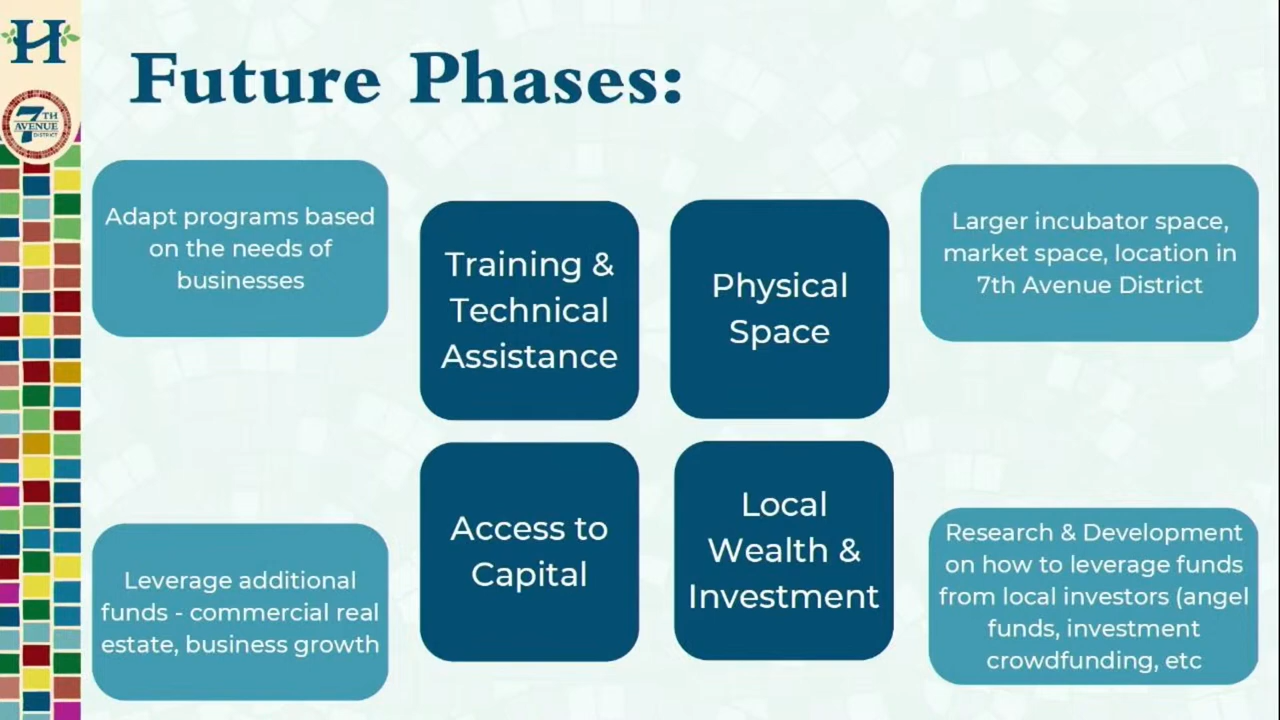 H
7TH
AVENUE
DISTRICT
Future Phases:
Adapt programs based
on the needs of
businesses
Training &
Technical
Assistance
Physical
Space
Larger incubator space,
market space, location in
7th Avenue District
Leverage additional
funds - commercial real
estate, business growth
Access to
Capital
Local
Wealth &
Investment
Research & Development
on how to leverage funds
from local investors (angel
funds, investment
crowdfunding, etc